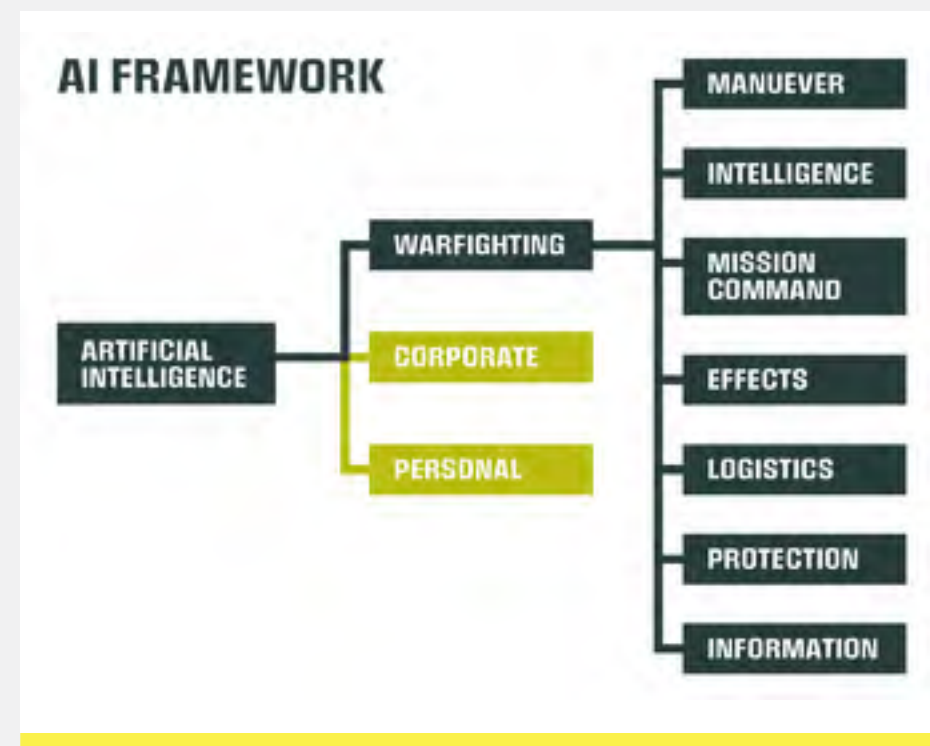 AI FRAMEWORK
ARTIFICIAL
INTELLIGENCE
WARFIGHTING
CORPORATE
PERSONAL
MANUEVER
INTELLIGENCE
MISSION
COMMAND
EFFECTS
LOGISTICS
PROTECTION
INFORMATION